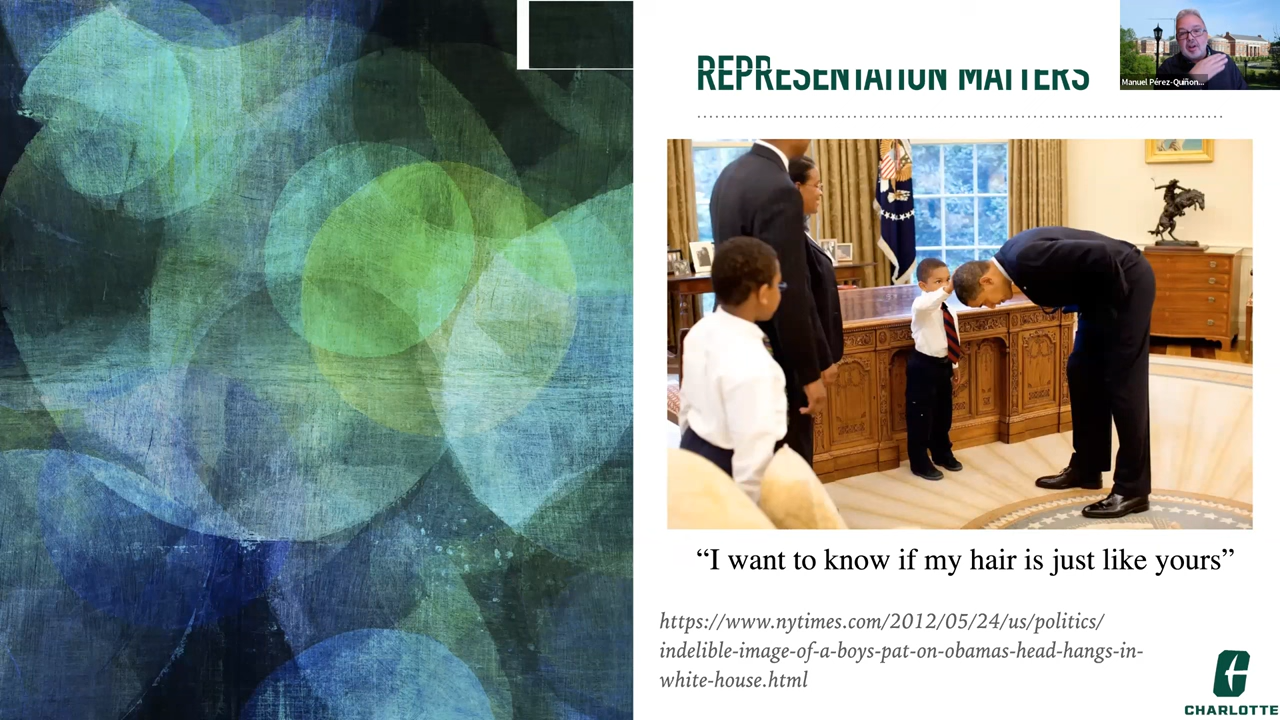 REPRESENTATION MATTERS
Manuel Pérez-Quiñon...
“I want to know if my hair is just like yours”
https://www.nytimes.com/2012/05/24/us/politics/
indelible-image-of-a-boys-pat-on-obamas-head-hangs-in-
white-house.html
CHARLOTTE